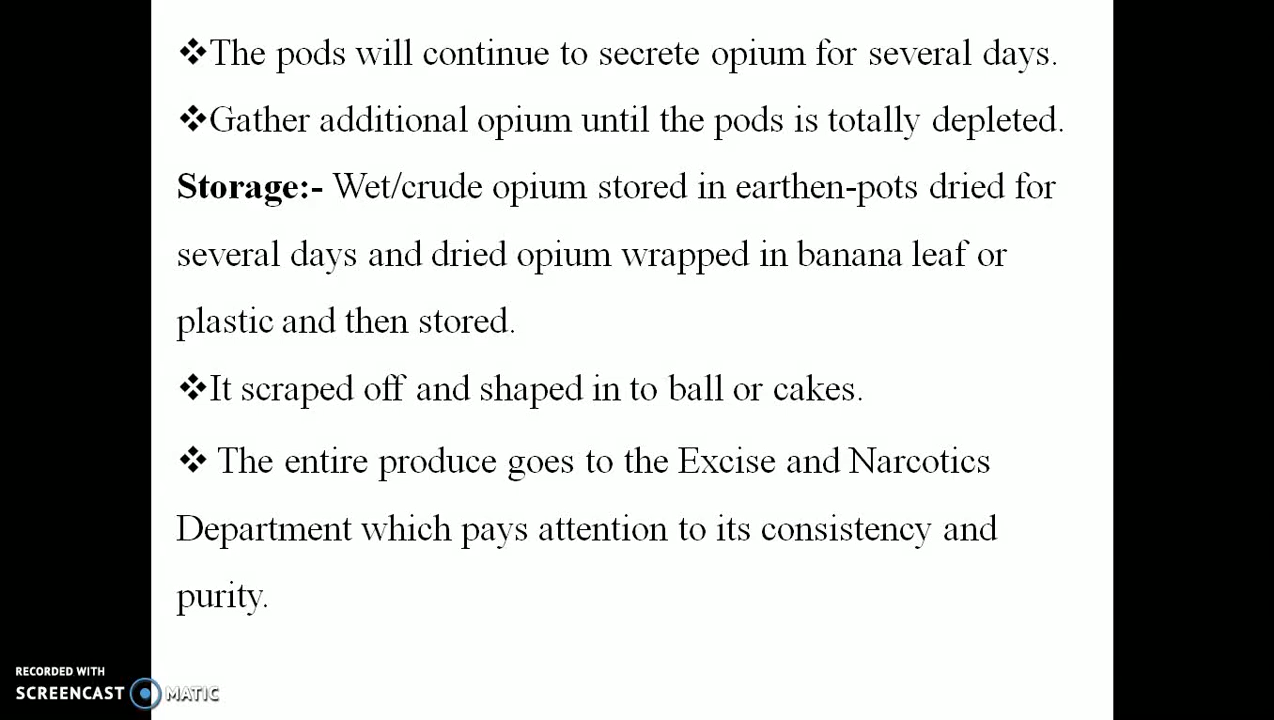 ❖The pods will continue to secrete opium for several days.
❖Gather additional opium until the pods is totally depleted.
Storage:- Wet/crude opium stored in earthen-pots dried for
several days and dried opium wrapped in banana leaf or
plastic and then stored.
❖It scraped off and shaped in to ball or cakes.
❖ The entire produce goes to the Excise and Narcotics
Department which pays attention to its consistency and
purity.
RECORDED WITH
SCREENCAST MATIC